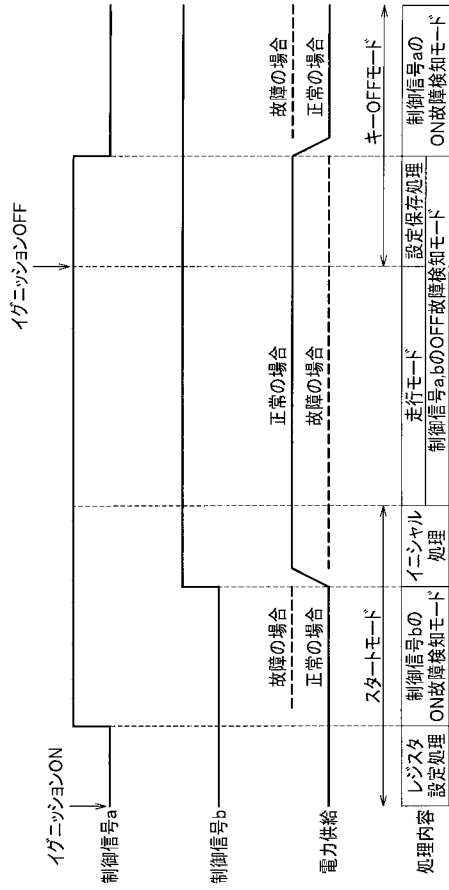 イグニッションON
イグニッションOFF
制御信号a
制御信号b
電力供給
故障の場合
正常の場合
正常の場合
故障の場合
故障の場合
正常の場合
スタートモード
キーOFFモード
処理内容
レジスタ
設定処理
制御信号bの
ON故障検知モード
イニシャル
処理
走行モード
設定保存処理
制御信号a,bのOFF故障検知モード
制御信号aの
ON故障検知モード